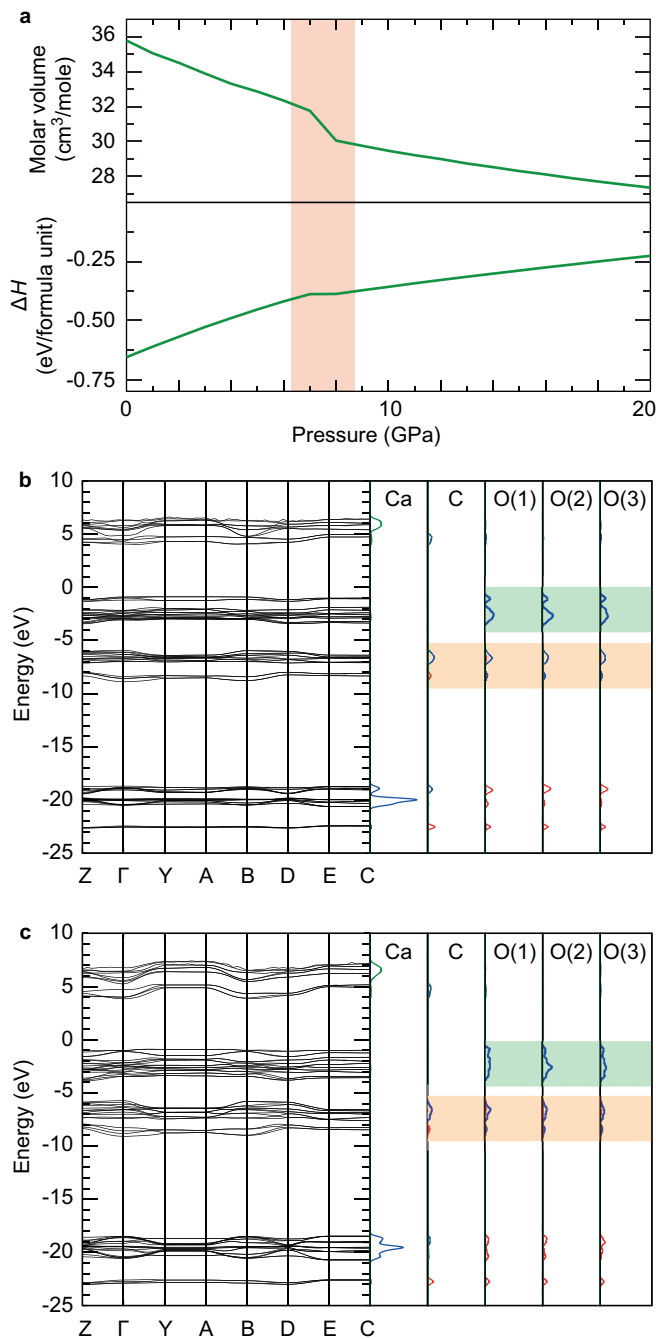 a
36
34
32
30
28
Molar volume
(cm³/mole)
-0.25
-0.50
-0.75
ΔH
(eV/formula unit)
0
10
20
Pressure (GPa)
b
10
5
0
-5
-10
-15
-20
-25
Energy (eV)
Ca
C
O(1)
O(2)
O(3)
Z Γ Y A B D E C
c
10
5
0
-5
-10
-15
-20
-25
Energy (eV)
Ca
C
O(1)
O(2)
O(3)
Z Γ Y A B D E C